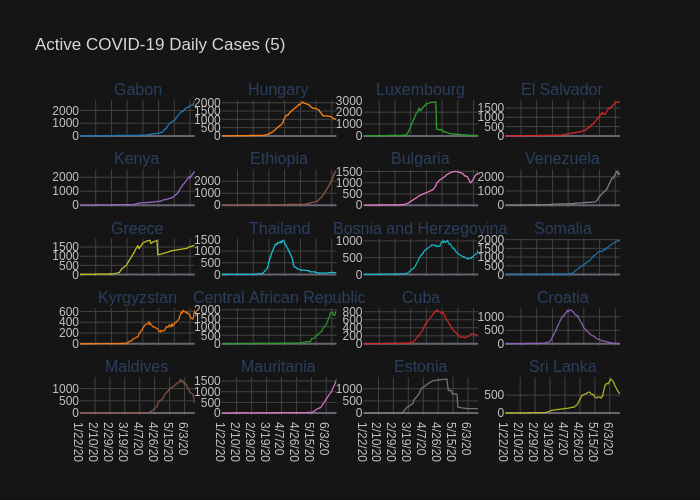 Active COVID-19 Daily Cases (5)
Gabon Hungary Luxembourg El Salvador
2000 1000 0
2000 1500 1000 500 0
3000 2000 1000 0
1500 1000 500 0
Kenya Ethiopia Bulgaria Venezuela
2000 1000 0
2000 1000 0
1500 1000 500 0
2000 1000 0
Greece Thailand Bosnia and Herzegovina Somalia
1500 1000 500 0
1500 1000 500 0
1000 500 0
2000 1500 1000 500 0
Kyrgyzstan Central African Republic Cuba Croatia
600 400 200 0
2000 1500 1000 500 0
800 600 400 200 0
1000 500 0
Maldives Mauritania Estonia Sri Lanka
1000 500 0
1500 1000 500 0
1000 500 0
500 0
1/22/20 2/10/20 2/29/20 3/19/20 4/7/20 4/26/20 5/15/20 6/3/20
1/22/20 2/10/20 2/29/20 3/19/20 4/7/20 4/26/20 5/15/20 6/3/20
1/22/20 2/10/20 2/29/20 3/19/20 4/7/20 4/26/20 5/15/20 6/3/20
1/22/20 2/10/20 2/29/20 3/19/20 4/7/20 4/26/20 5/15/20 6/3/20